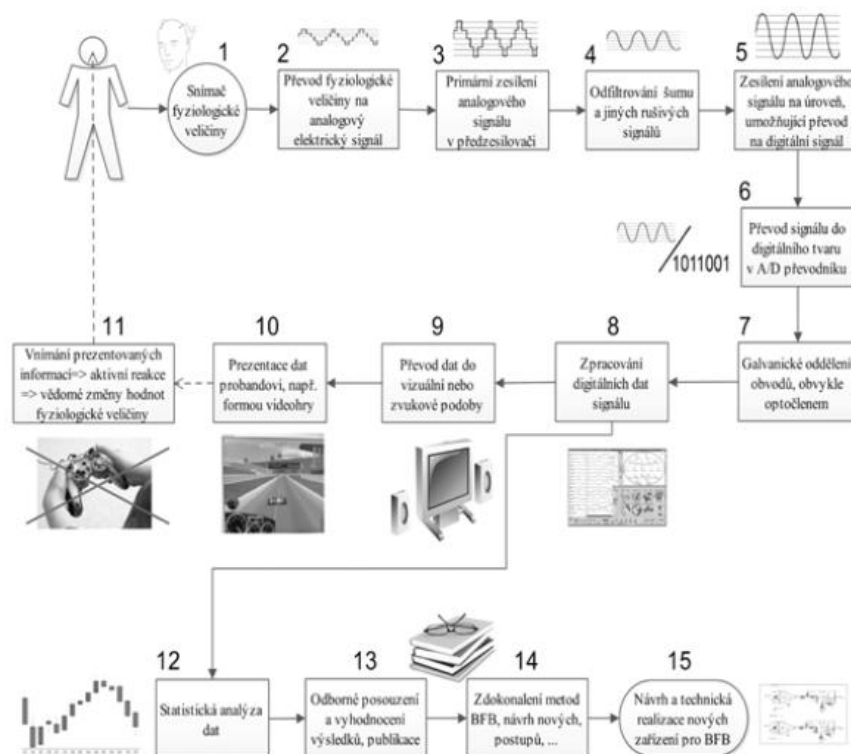 1
Snímač
fyziologické
veličiny
2
Převod fyziologické
veličiny na
analogový
elektrický signál
3
Primární zesílení
analogového
signálu
v předzesilovači
4
Odfiltrování šumu
a jiných rušivých
signálů
5
Zesílení analogového
signálu na úroveň,
umožňující převod
na digitální signál
6
Převod signálu do
digitálního tvaru
v A/D převodníku
1011001
7
Galvanické oddělení
obvodů, obvykle
optočlenem
8
Zpracování
digitálních dat
signálu
9
Převod dat do
vizuální nebo
zvukové podoby
10
Prezentace dat
probandovi, např.
formou videohry
11
Vnímání prezentovaných
informací=> aktivní reakce
=> vědomé změny hodnot
fyziologické veličiny
12
Statistická analýza
dat
13
Odborné posouzení
a vyhodnocení
výsledků, publikace
14
Zdokonalení metod
BFB, návrh nových,
postupů, ...
15
Návrh a technická
realizace nových
zařízení pro BFB